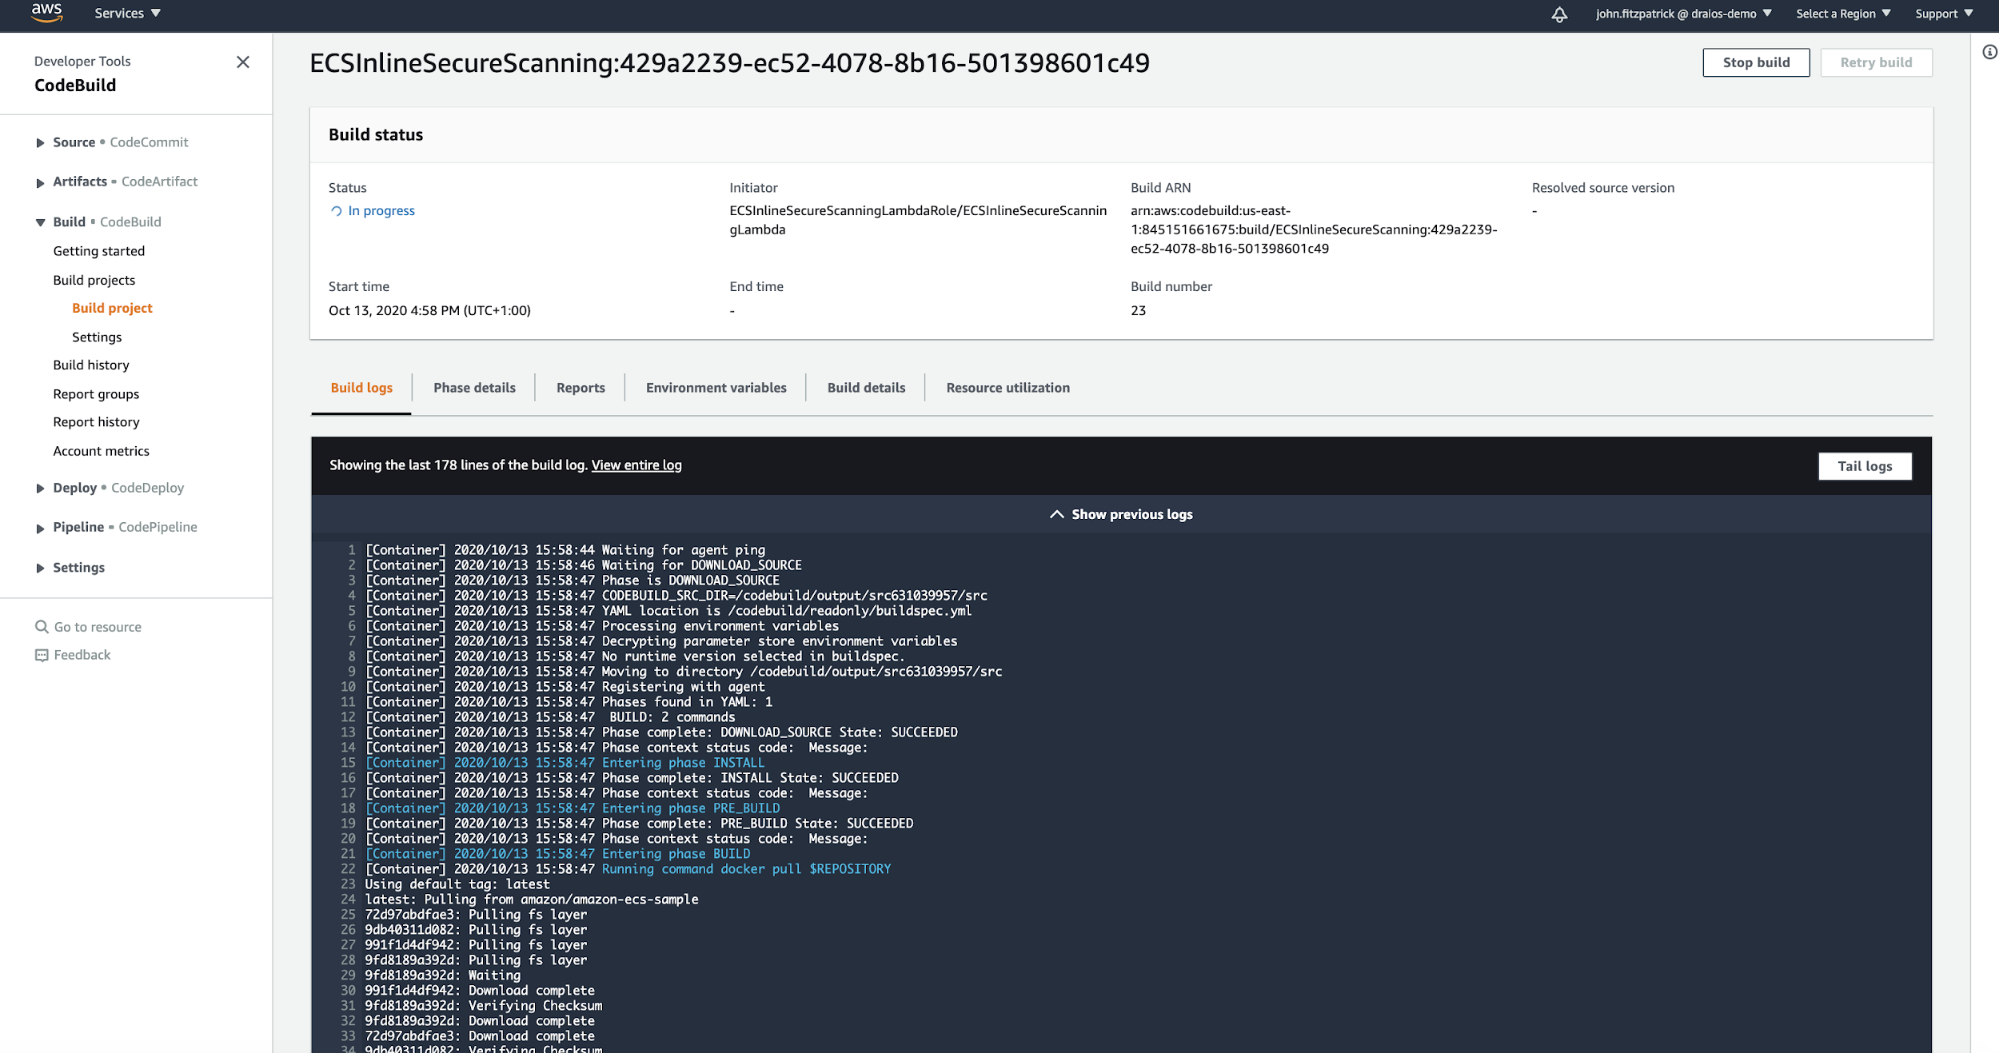 aws
Services
john.fitzpatrick @ draios-demo
Select a Region
Support
Developer Tools
CodeBuild
Source • CodeCommit
Artifacts • CodeArtifact
Build • CodeBuild
Getting started
Build projects
Build project
Settings
Build history
Report groups
Report history
Account metrics
Deploy • CodeDeploy
Pipeline • CodePipeline
Settings
Go to resource
Feedback
ECSInlineSecureScanning:429a2239-ec52-4078-8b16-501398601c49
Stop build
Retry build
Build status
Status
In progress
Initiator
ECSInlineSecureScanningLambdaRole/ECSInlineSecureScannin
gLambda
Build ARN
arn:aws:codebuild:us-east-
1:845151661675:build/ECSInlineSecureScanning:429a2239-
ec52-4078-8b16-501398601c49
Resolved source version
-
Start time
Oct 13, 2020 4:58 PM (UTC+1:00)
End time
-
Build number
23
Build logs
Phase details
Reports
Environment variables
Build details
Resource utilization
Showing the last 178 lines of the build log. View entire log
Tail logs
Show previous logs
1 [Container] 2020/10/13 15:58:44 Waiting for agent ping
2 [Container] 2020/10/13 15:58:46 Waiting for DOWNLOAD_SOURCE
3 [Container] 2020/10/13 15:58:47 Phase is DOWNLOAD_SOURCE
4 [Container] 2020/10/13 15:58:47 CODEBUILD_SRC_DIR=/codebuild/output/src631039957/src
5 [Container] 2020/10/13 15:58:47 YAML location is /codebuild/readonly/buildspec.yml
6 [Container] 2020/10/13 15:58:47 Processing environment variables
7 [Container] 2020/10/13 15:58:47 Decrypting parameter store environment variables
8 [Container] 2020/10/13 15:58:47 No runtime version selected in buildspec.
9 [Container] 2020/10/13 15:58:47 Moving to directory /codebuild/output/src631039957/src
10 [Container] 2020/10/13 15:58:47 Registering with agent
11 [Container] 2020/10/13 15:58:47 Phases found in YAML: 1
12 [Container] 2020/10/13 15:58:47  BUILD: 2 commands
13 [Container] 2020/10/13 15:58:47 Phase complete: DOWNLOAD_SOURCE State: SUCCEEDED
14 [Container] 2020/10/13 15:58:47 Phase context status code:  Message:
15 [Container] 2020/10/13 15:58:47 Entering phase INSTALL
16 [Container] 2020/10/13 15:58:47 Phase complete: INSTALL State: SUCCEEDED
17 [Container] 2020/10/13 15:58:47 Phase context status code:  Message:
18 [Container] 2020/10/13 15:58:47 Entering phase PRE_BUILD
19 [Container] 2020/10/13 15:58:47 Phase complete: PRE_BUILD State: SUCCEEDED
20 [Container] 2020/10/13 15:58:47 Phase context status code:  Message:
21 [Container] 2020/10/13 15:58:47 Entering phase BUILD
22 [Container] 2020/10/13 15:58:47 Running command docker pull $REPOSITORY
23 Using default tag: latest
24 latest: Pulling from amazon/amazon-ecs-sample
25 72d97abdfae3: Pulling fs layer
26 9db40311d082: Pulling fs layer
27 991f1d4df942: Pulling fs layer
28 9fd8189a392d: Pulling fs layer
29 9fd8189a392d: Waiting
30 991f1d4df942: Download complete
31 9fd8189a392d: Verifying Checksum
32 9fd8189a392d: Download complete
33 72d97abdfae3: Download complete
34 9db40311d082: Verifying Checksum